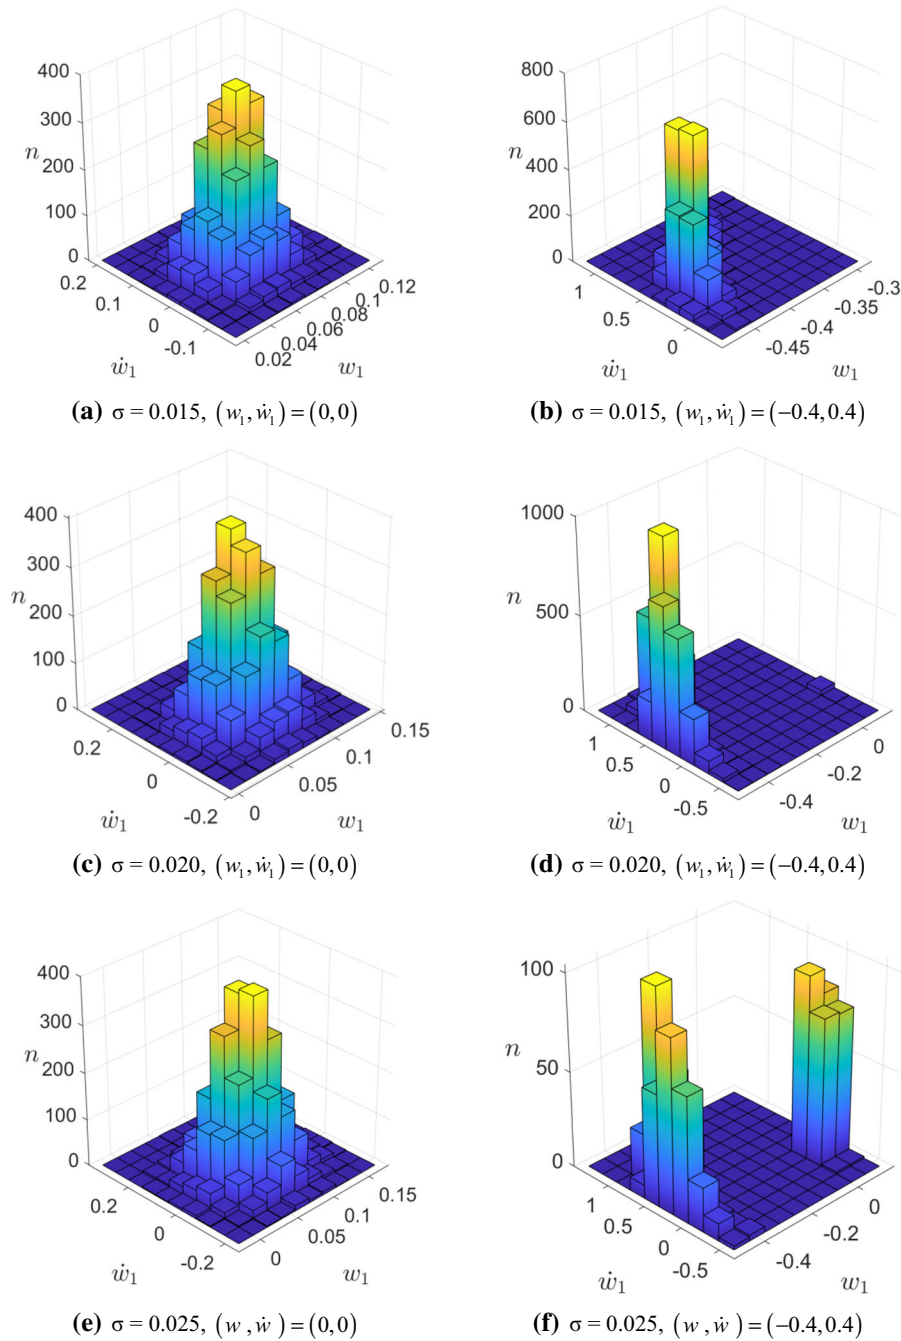 400
300
200
100
0
n
0.2
0.1
0
-0.1
ẇ₁
0.02
0.04
0.06
0.08
0.1
0.12
w₁
(a) σ = 0.015, (w₁, ẇ₁) = (0,0)
800
600
400
200
0
n
1
0.5
0
ẇ₁
-0.45
-0.4
-0.35
-0.3
w₁
(b) σ = 0.015, (w₁, ẇ₁) = (−0.4, 0.4)
400
300
200
100
0
n
0.2
0
-0.2
ẇ₁
0
0.05
0.1
0.15
w₁
(c) σ = 0.020, (w₁, ẇ₁) = (0,0)
1000
500
0
n
1
0.5
0
-0.5
ẇ₁
-0.4
-0.2
0
w₁
(d) σ = 0.020, (w₁, ẇ₁) = (−0.4, 0.4)
400
300
200
100
0
n
0.2
0
-0.2
ẇ₁
0
0.05
0.1
0.15
w₁
(e) σ = 0.025, (w, ẇ) = (0,0)
100
50
0
n
1
0.5
0
-0.5
ẇ₁
-0.4
-0.2
0
w₁
(f) σ = 0.025, (w, ẇ) = (−0.4, 0.4)